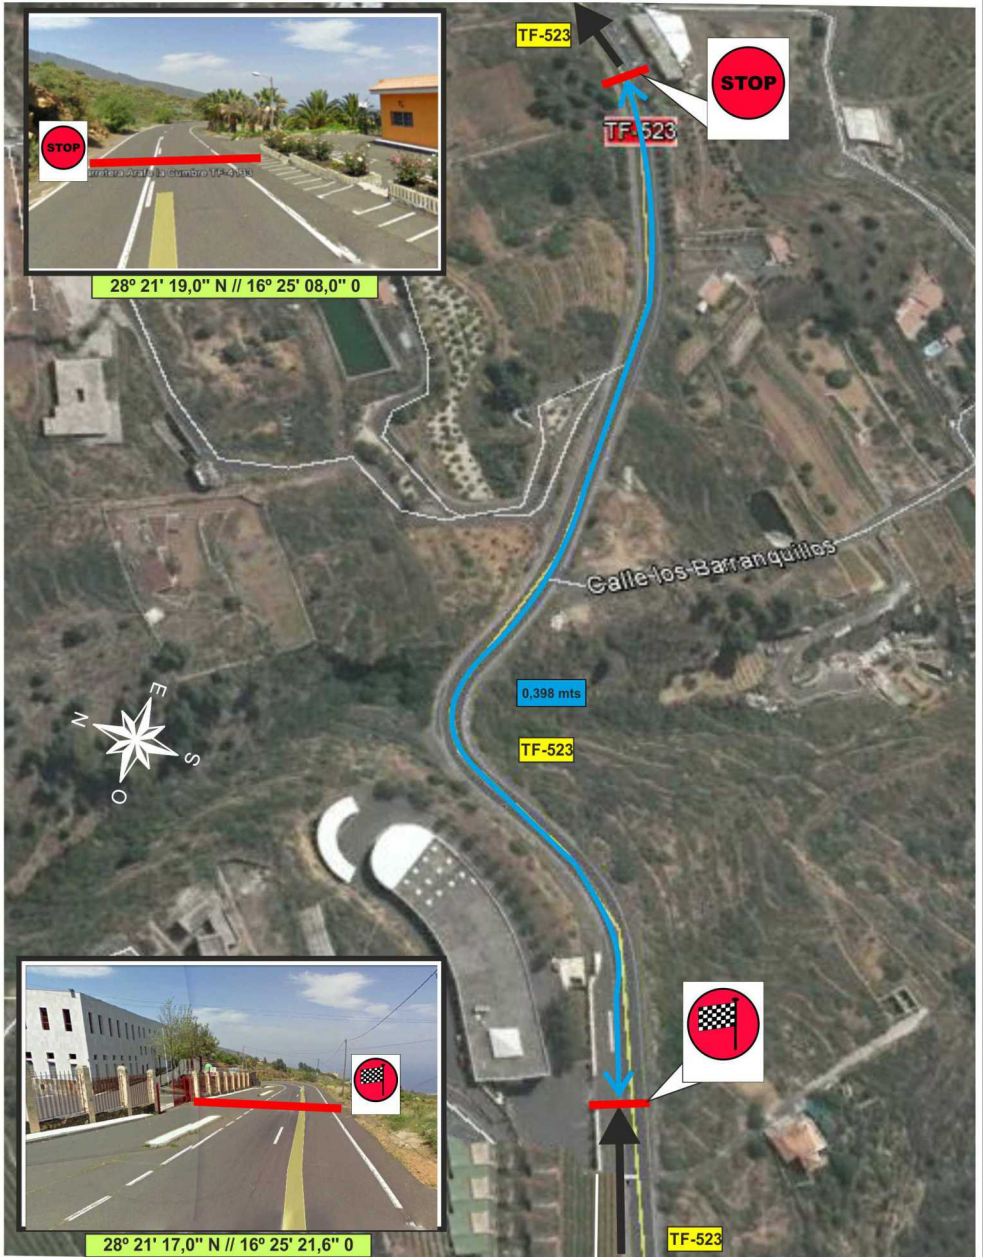 TF-523
STOP
TF-523
STOP
Carretera Arafo la Cumbre TF-4133
28º 21' 19,0" N // 16º 25' 08,0" 0
Calle los Barranquillos
0,398 mts
TF-523
E
N
S
O
TF-523
28º 21' 17,0" N // 16º 25' 21,6" 0